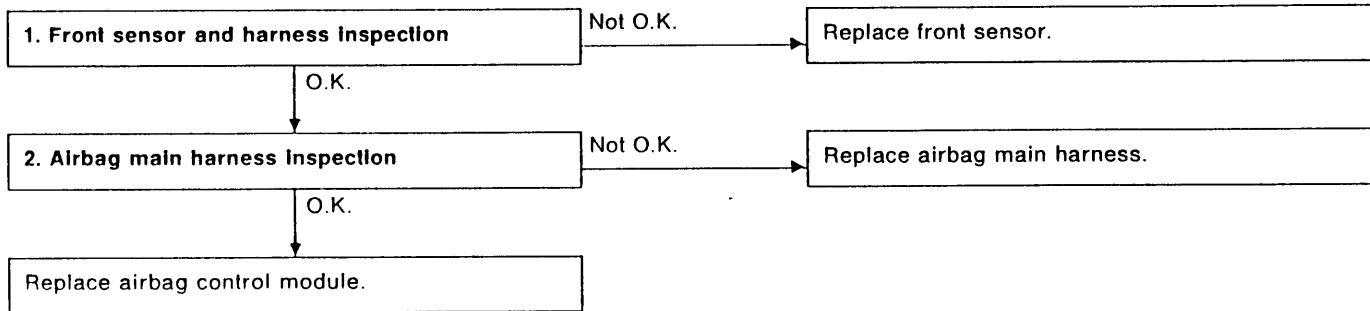 1. Front sensor and harness inspection
Not O.K.
Replace front sensor.
O.K.
2. Airbag main harness inspection
Not O.K.
Replace airbag main harness.
O.K.
Replace airbag control module.